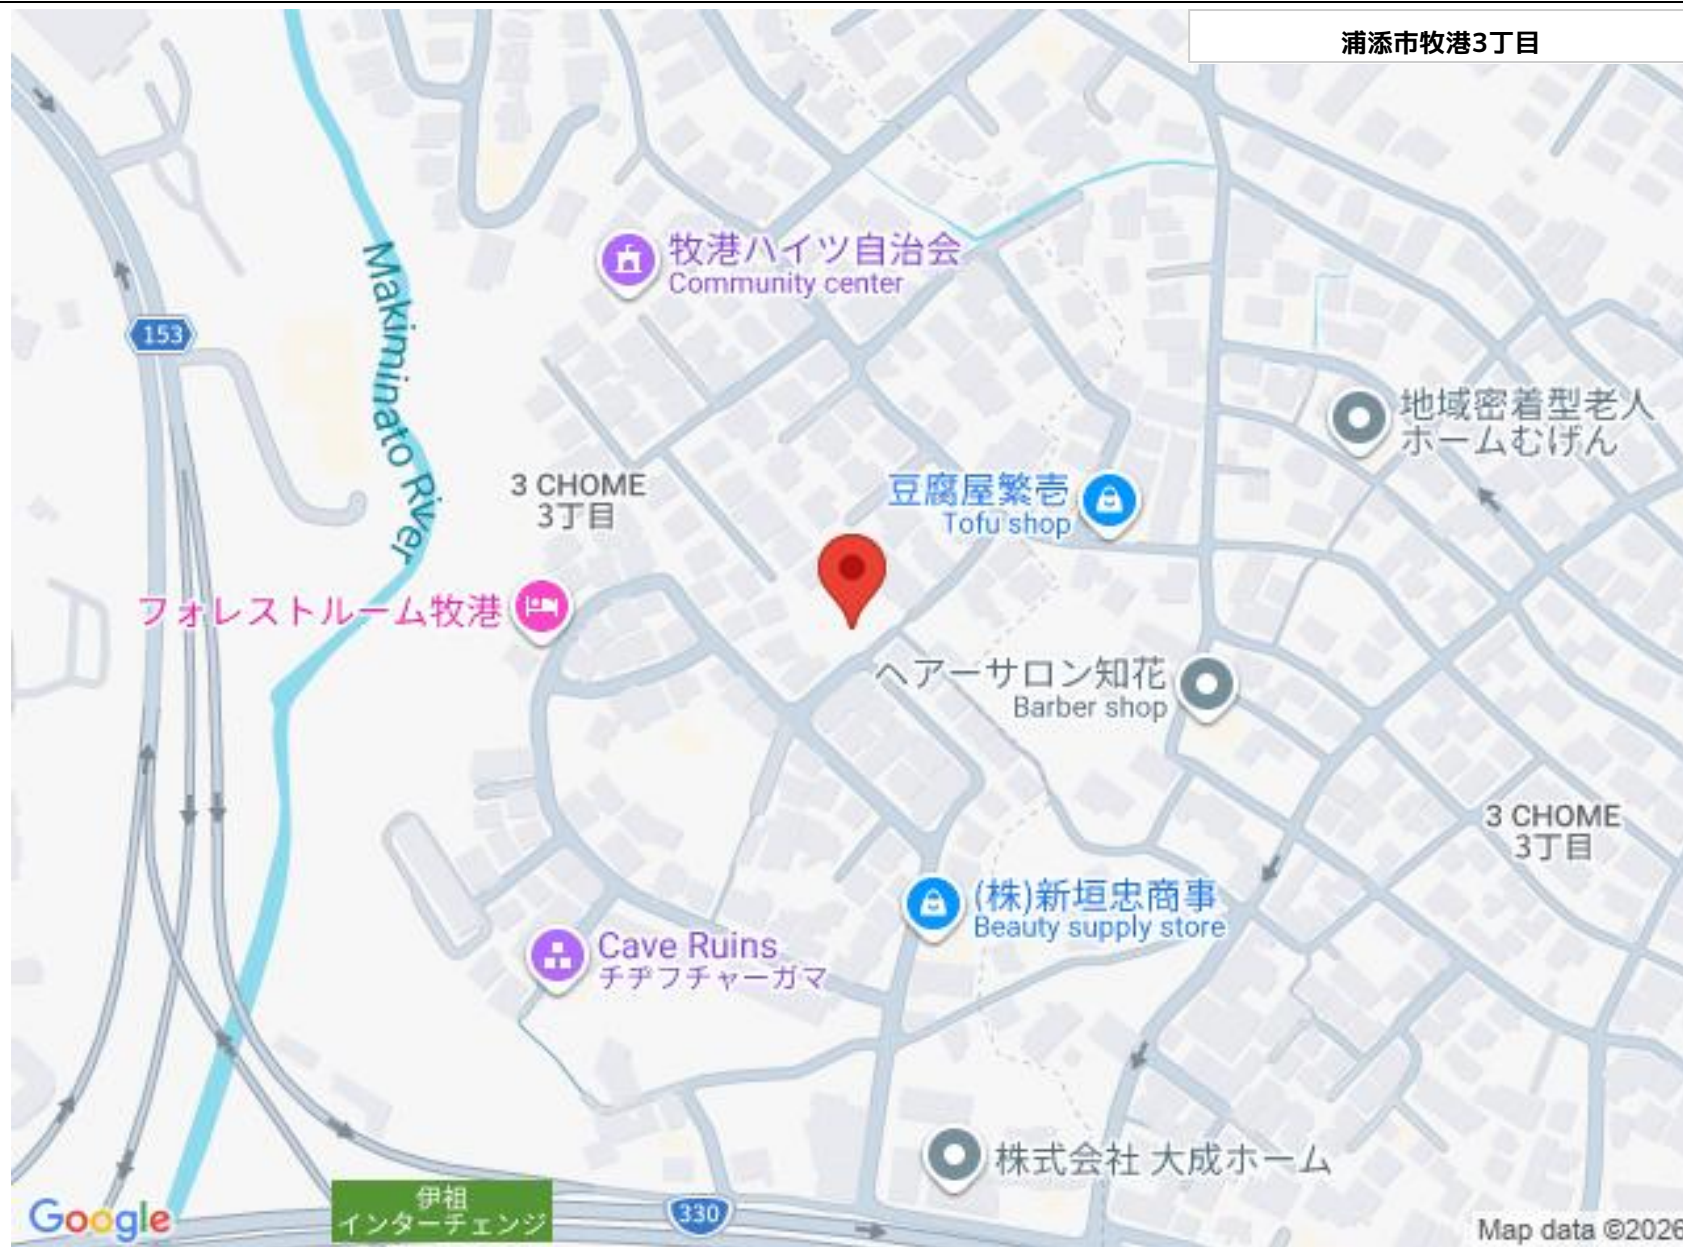 浦添市牧港3丁目
牧港ハイツ自治会
Community center
153
Makiminato River
地域密着型老人
ホームむげん
3 CHOME
3丁目
豆腐屋繁壱
Tofu shop
フォレストルーム牧港
ヘアーサロン知花
Barber shop
3 CHOME
3丁目
(株)新垣忠商事
Beauty supply store
Cave Ruins
チヂフチャーガマ
株式会社 大成ホーム
伊祖
インターチェンジ
330
Google
Map data ©2026